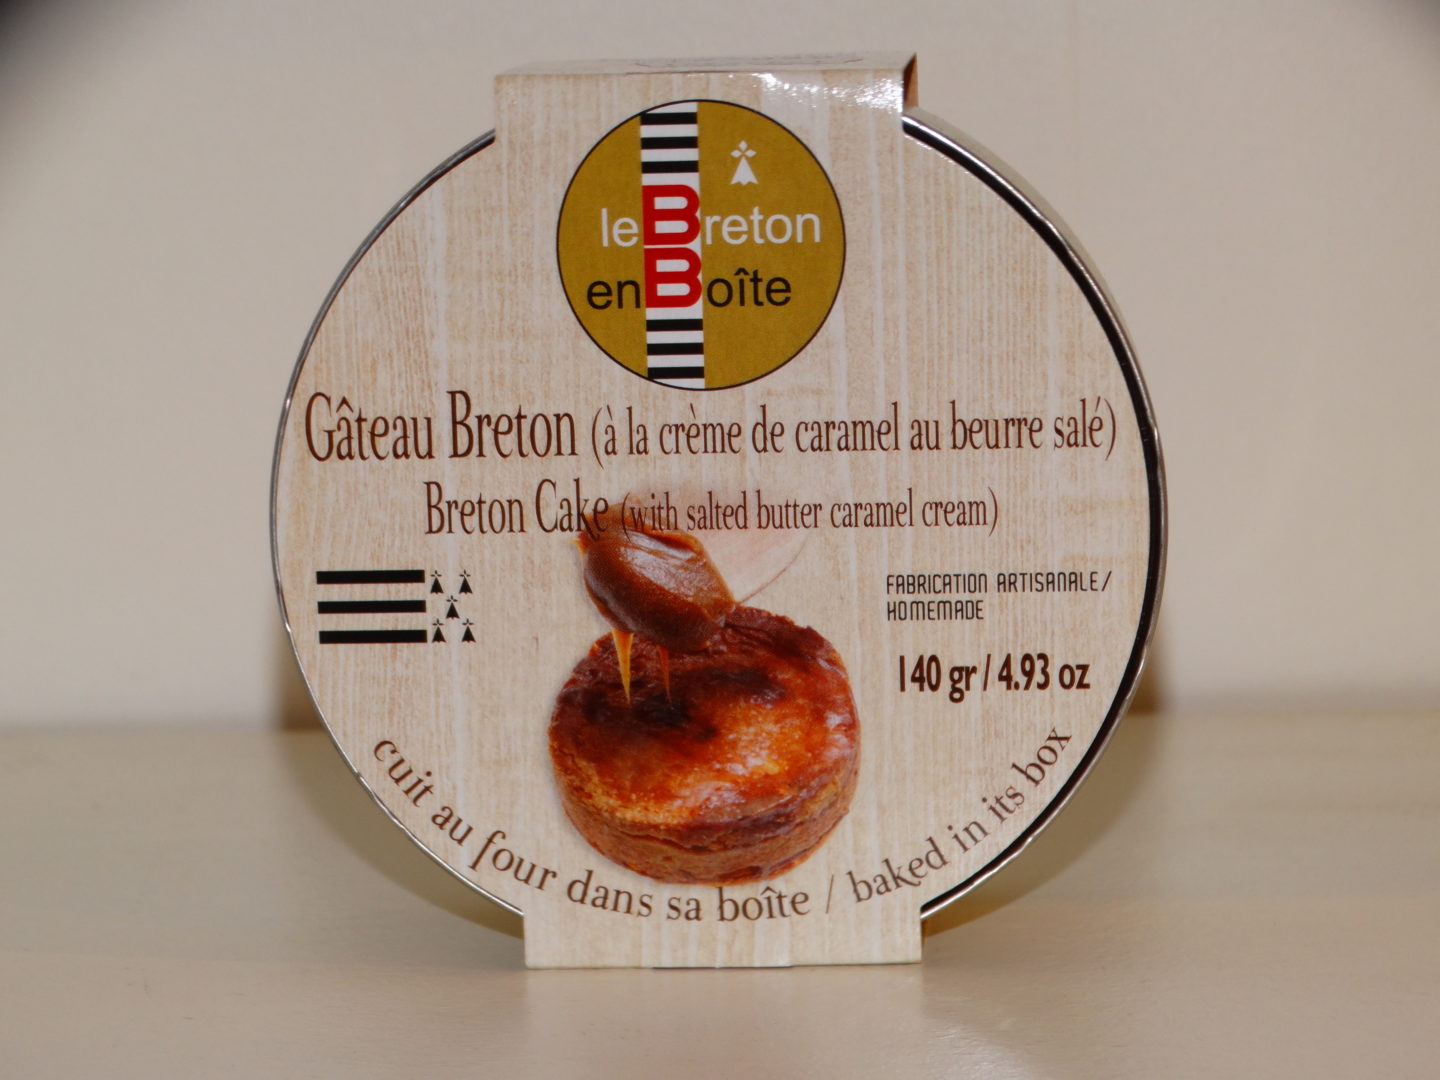 le Breton
en Boîte
Gâteau Breton (à la crème de caramel au beurre salé)
Breton Cake (with salted butter caramel cream)
FABRICATION ARTISANALE/
HOMEMADE
140 gr / 4.93 oz
cuit au four dans sa boîte / baked in its box